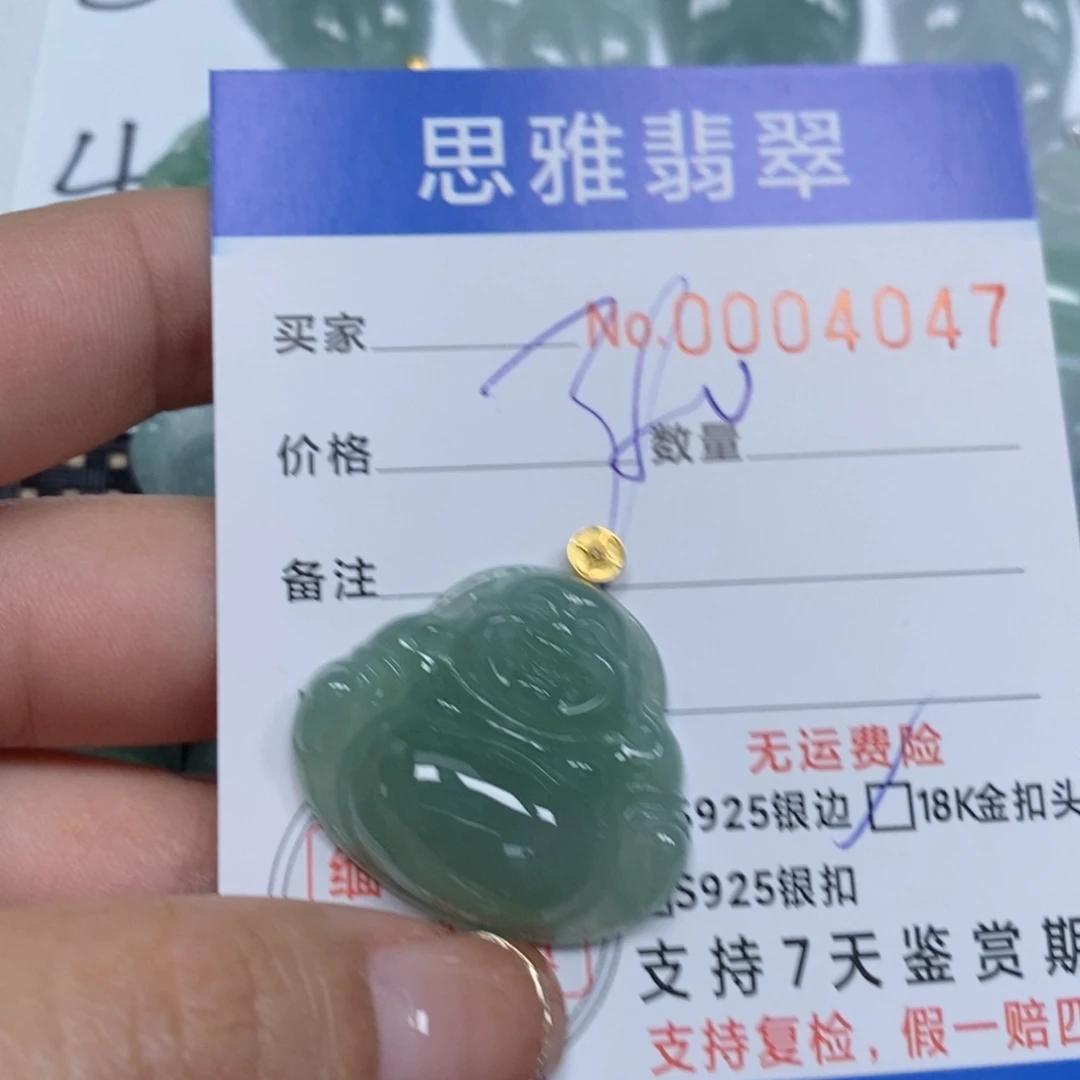 4
思雅翡翠
买家 No.0004047
价格 数量
备注
无运费险
S925银边 18K金扣头
S925银扣
缅
支持7天鉴赏期
支持复检，假一赔四